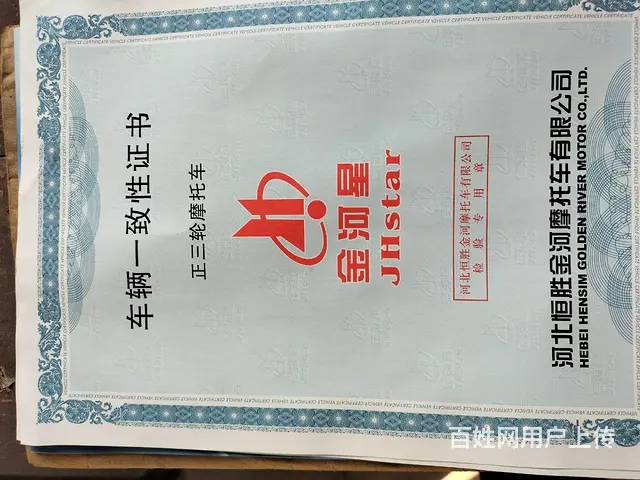 车辆一致性证书
正三轮摩托车
金河星
JHstar
河北恒胜金河摩托车有限公司
检验专用章
河北恒胜金河摩托车有限公司
HEBEI HENSIM GOLDEN RIVER MOTOR CO.,LTD.
百姓网用户上传